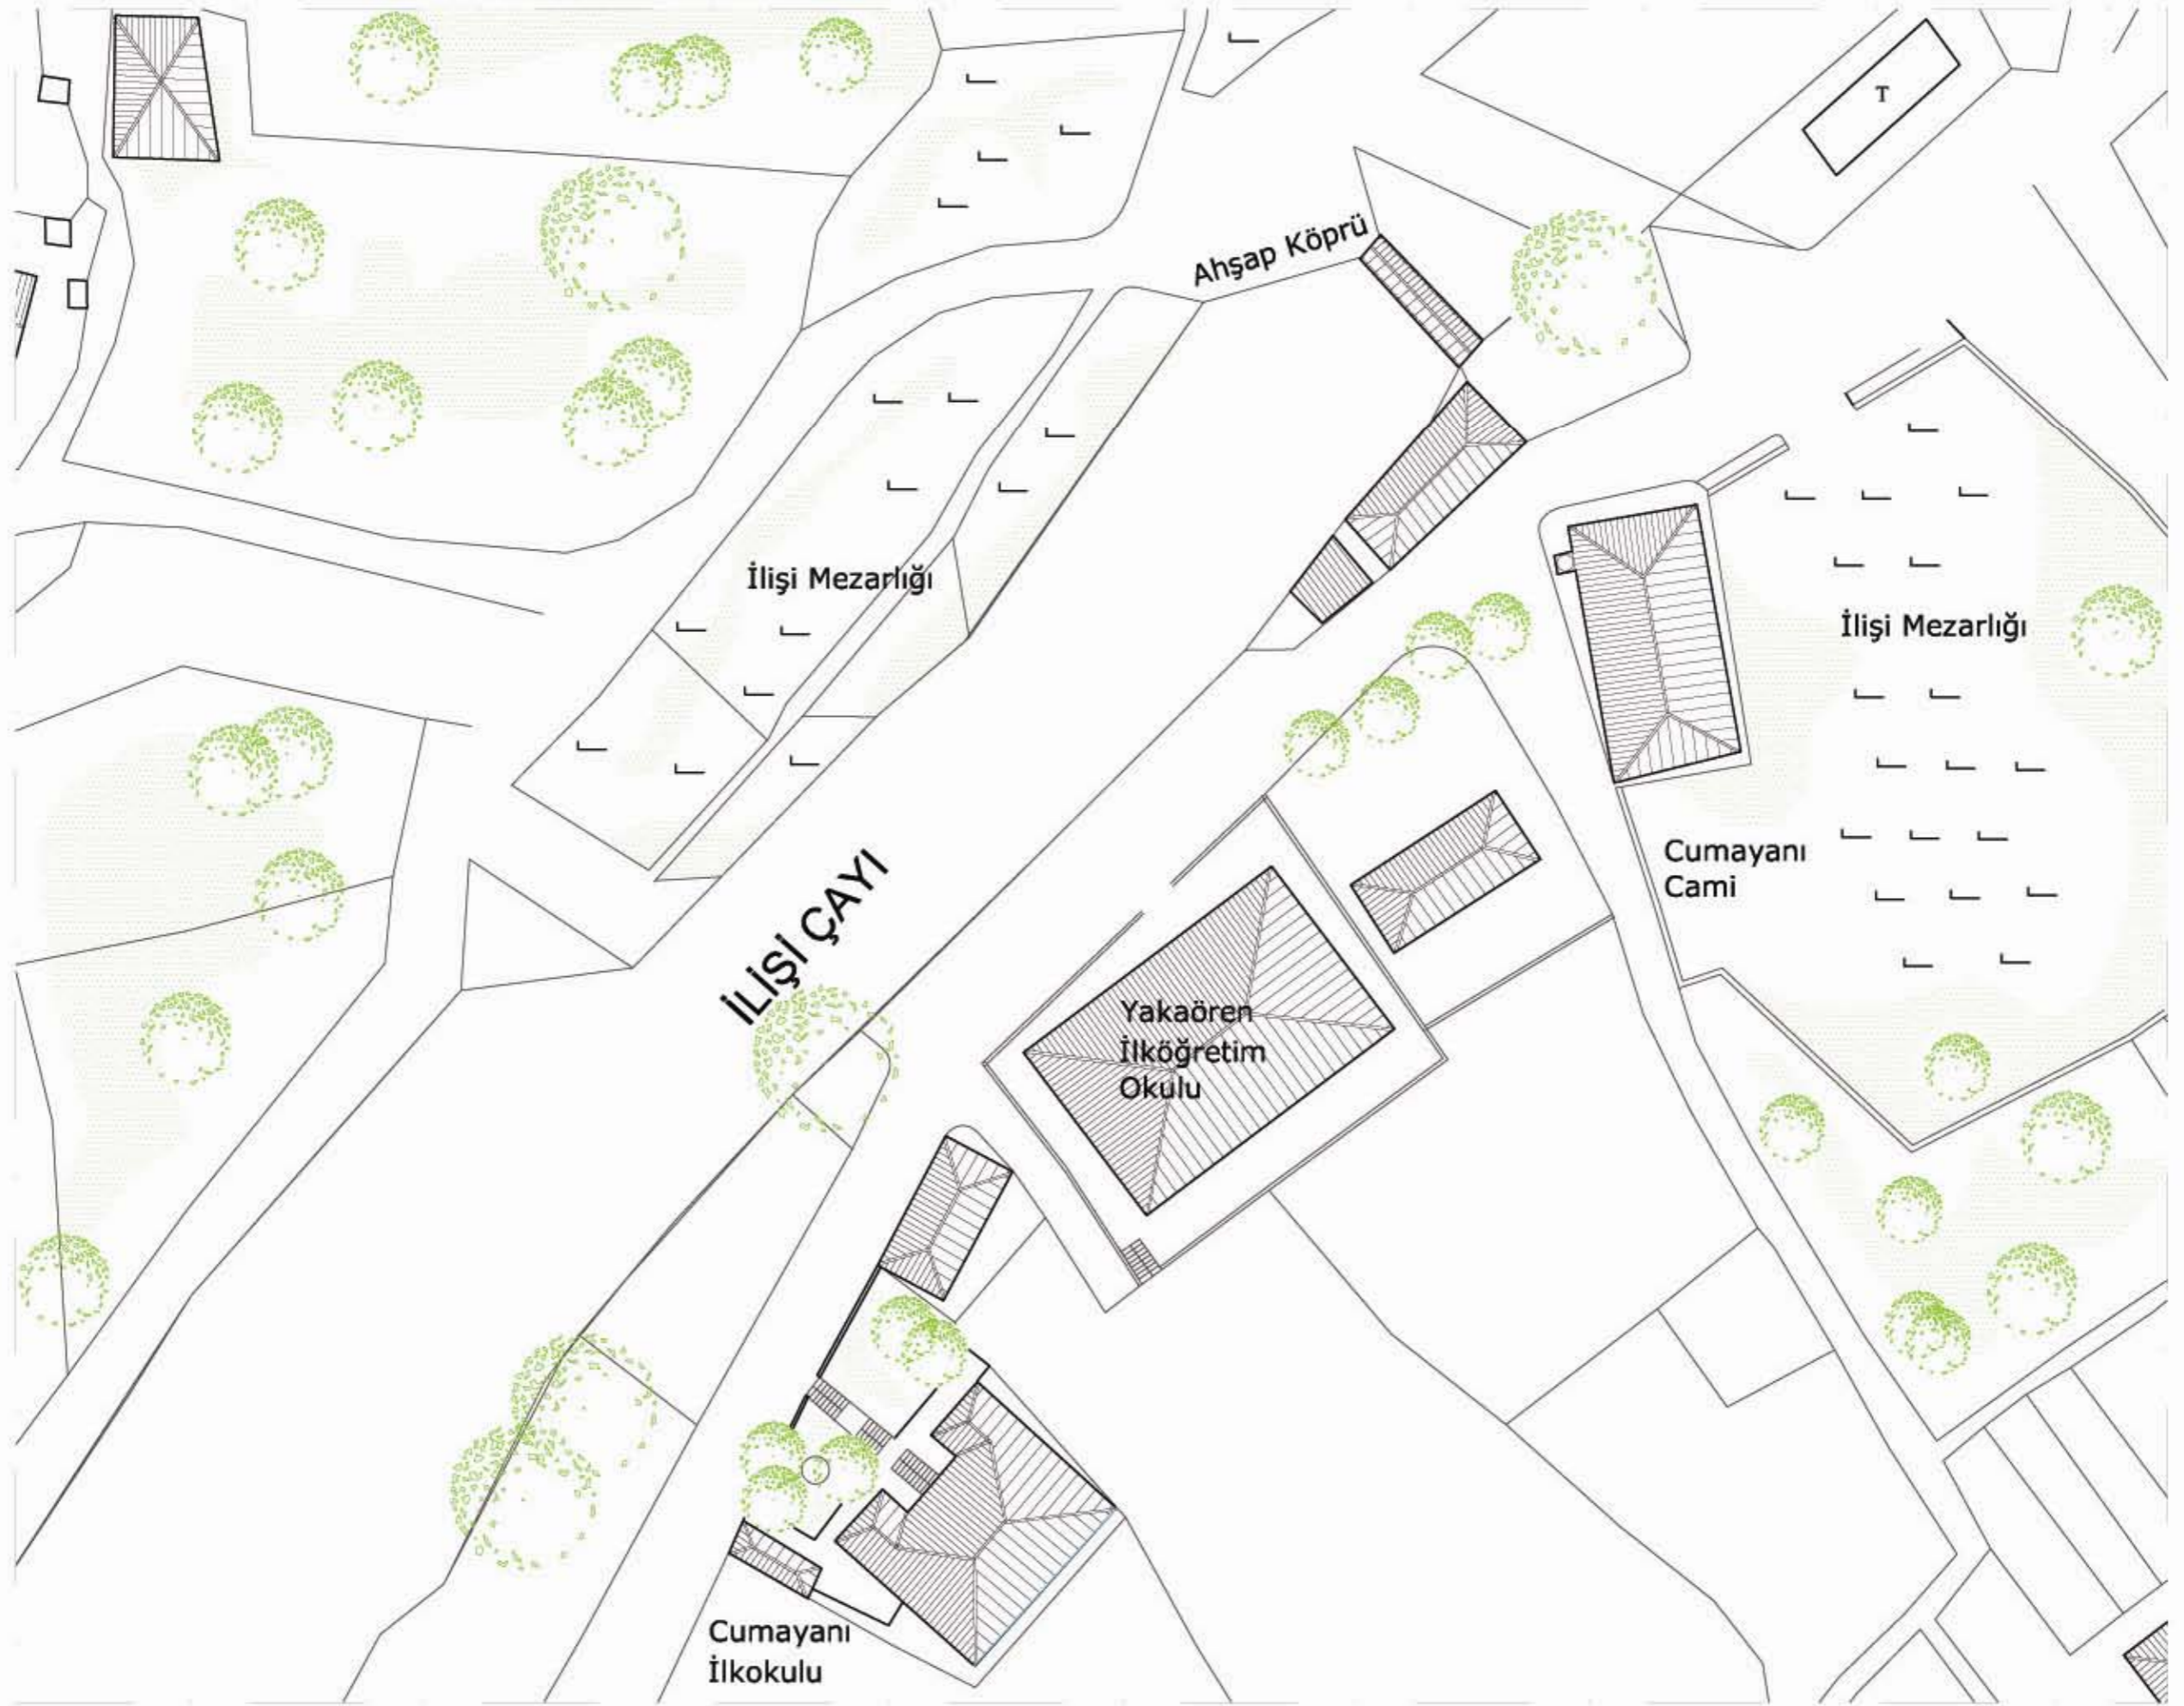 T
Ahşap Köprü
İlişi Mezarlığı
İlişi Mezarlığı
Cumayanı
Cami
İLİŞİ ÇAYI
Yakaören
İlköğretim
Okulu
Cumayanı
İlkokulu